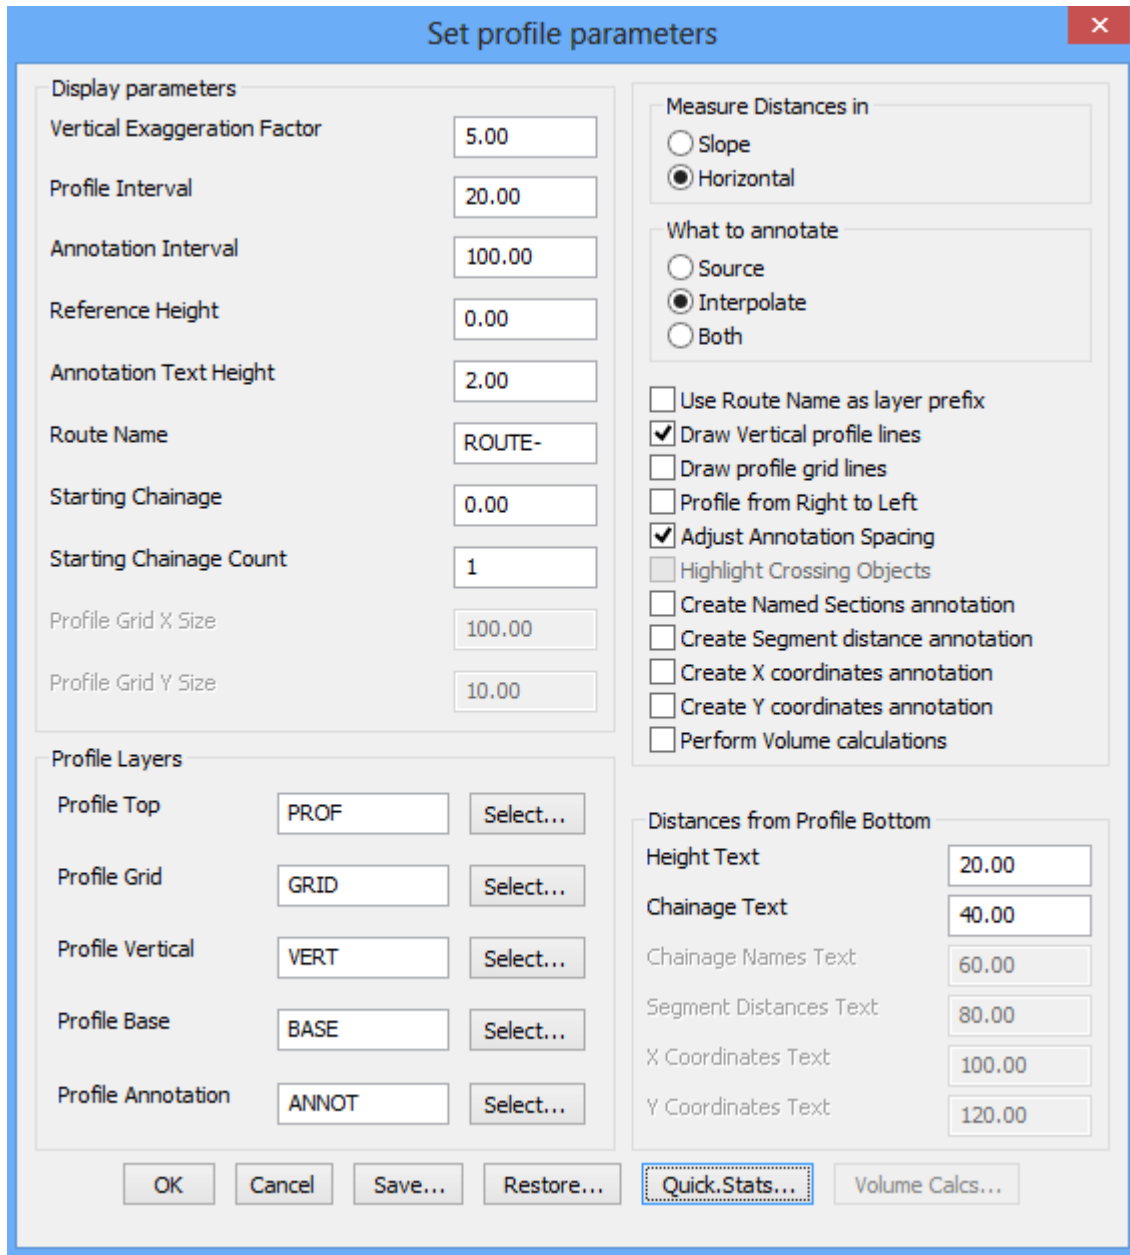 Set profile parameters
Display parameters
Vertical Exaggeration Factor 5.00
Profile Interval 20.00
Annotation Interval 100.00
Reference Height 0.00
Annotation Text Height 2.00
Route Name ROUTE-
Starting Chainage 0.00
Starting Chainage Count 1
Profile Grid X Size 100.00
Profile Grid Y Size 10.00
Profile Layers
Profile Top PROF Select...
Profile Grid GRID Select...
Profile Vertical VERT Select...
Profile Base BASE Select...
Profile Annotation ANNOT Select...
Measure Distances in
Slope
Horizontal
What to annotate
Source
Interpolate
Both
Use Route Name as layer prefix
Draw Vertical profile lines
Draw profile grid lines
Profile from Right to Left
Adjust Annotation Spacing
Highlight Crossing Objects
Create Named Sections annotation
Create Segment distance annotation
Create X coordinates annotation
Create Y coordinates annotation
Perform Volume calculations
Distances from Profile Bottom
Height Text 20.00
Chainage Text 40.00
Chainage Names Text 60.00
Segment Distances Text 80.00
X Coordinates Text 100.00
Y Coordinates Text 120.00
OK Cancel Save... Restore... Quick.Stats... Volume Calcs...